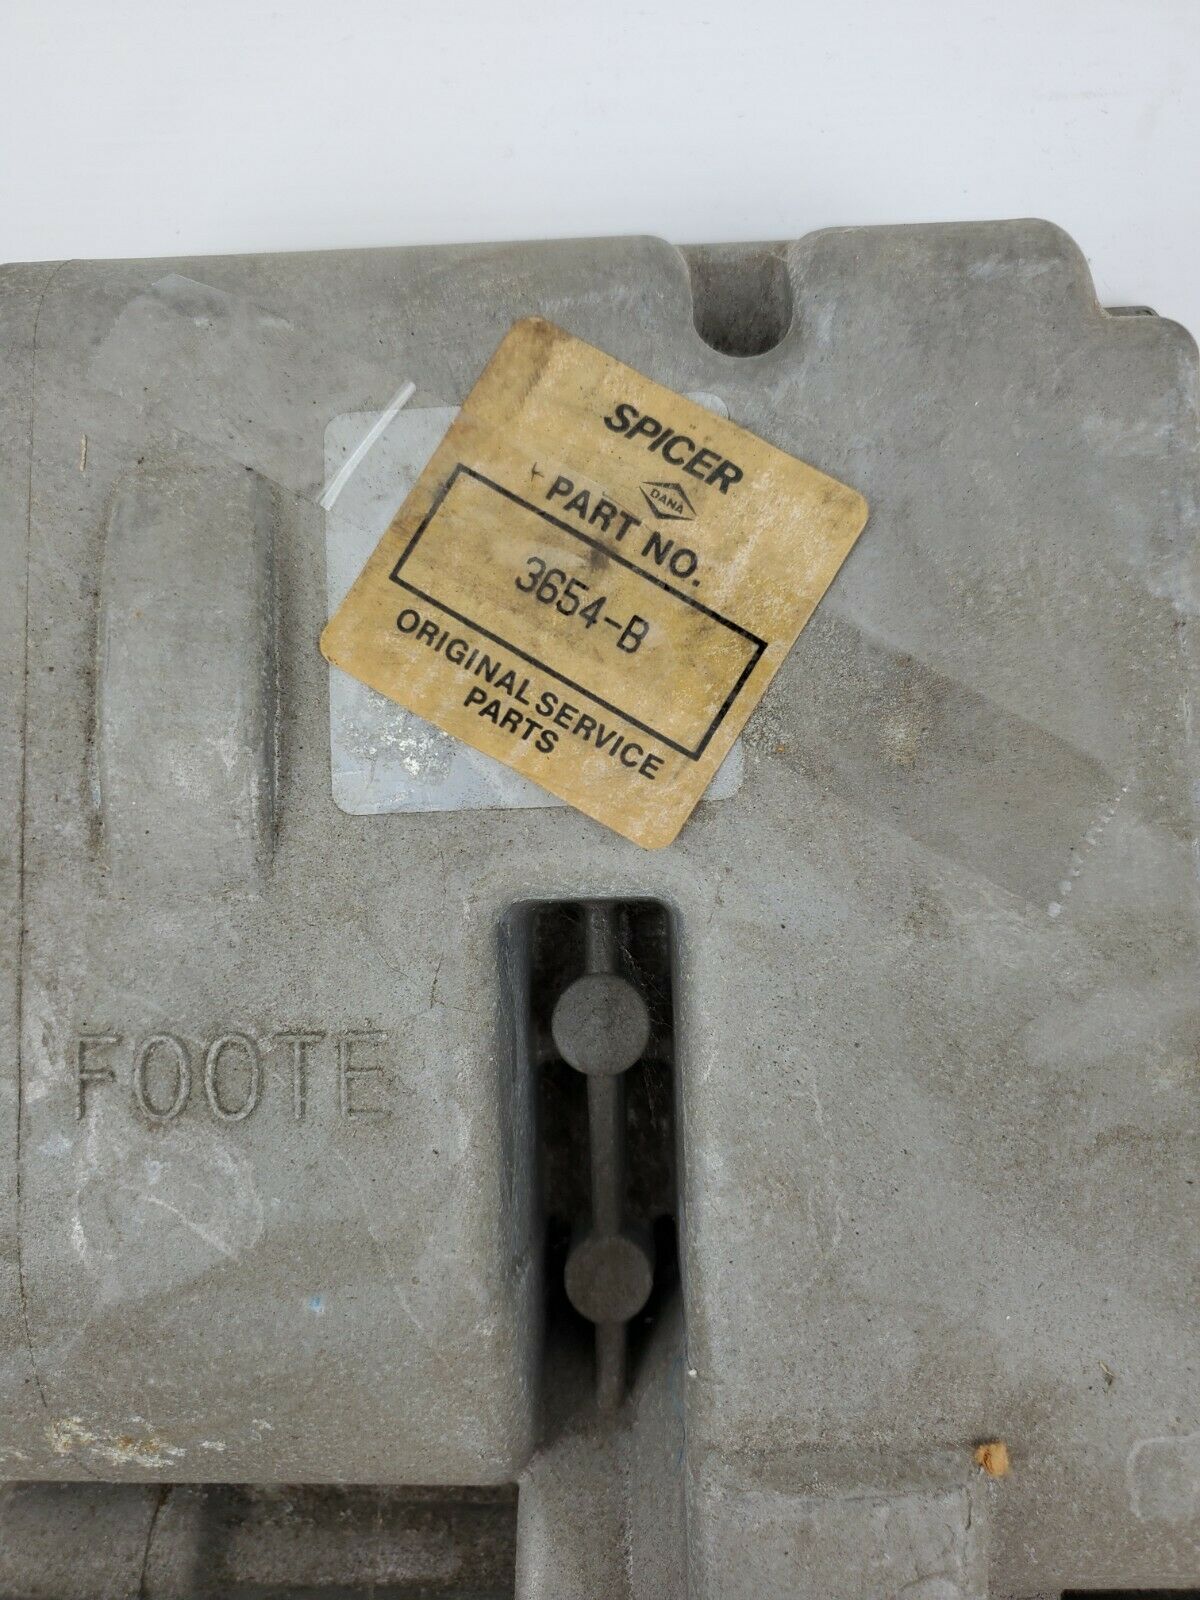 SPICER
DANA
PART NO.
3654-B
ORIGINAL SERVICE
PARTS
FOOTE